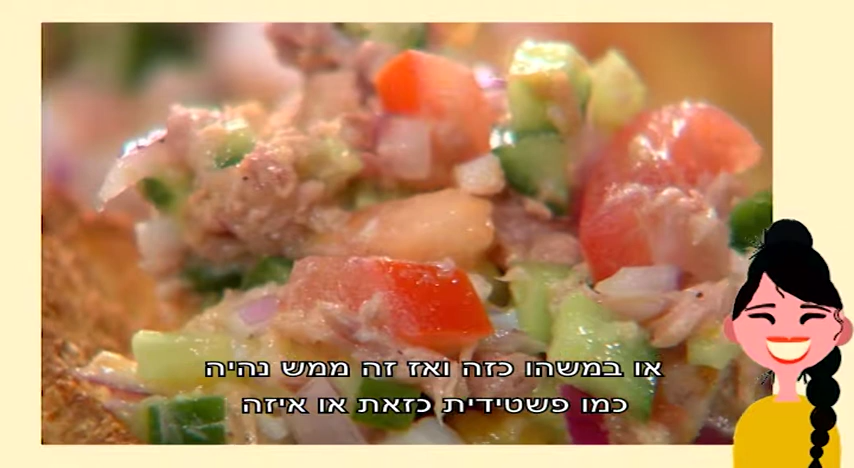 או במשהו כזה ואז זה ממש נהיה
כמו פשטידית כזאת או איזה